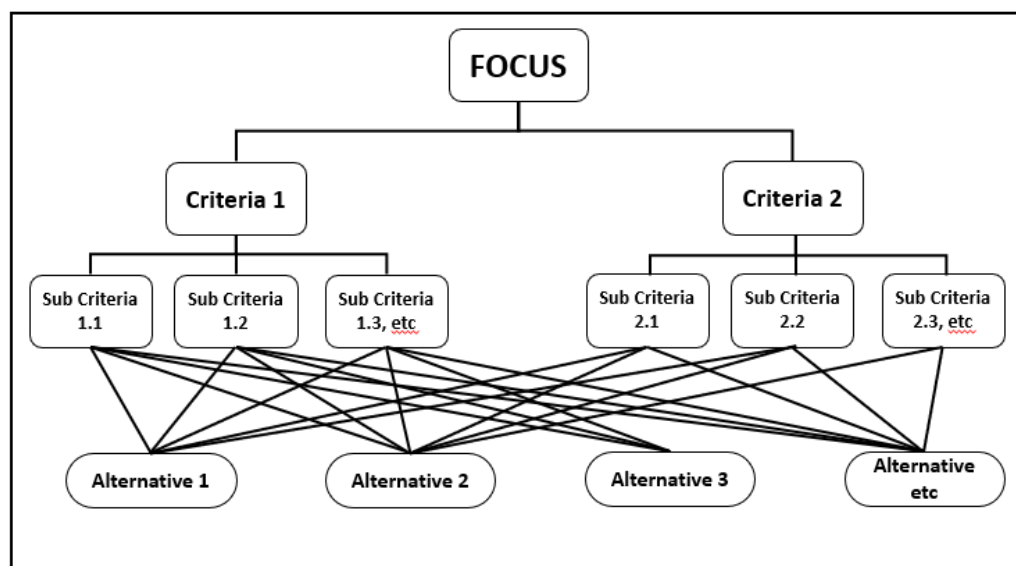 FOCUS
Criteria 1
Criteria 2
Sub Criteria
1.1
Sub Criteria
1.2
Sub Criteria
1.3, etc
Sub Criteria
2.1
Sub Criteria
2.2
Sub Criteria
2.3, etc
Alternative 1
Alternative 2
Alternative 3
Alternative
etc